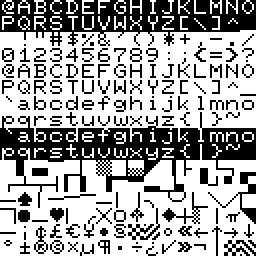 @ABCDEFGHIJKLMNO
PQRSTUVWXYZ[\]^_
!"#$%&'()*+,-./
0123456789:;<=>?
@ABCDEFGHIJKLMNO
PQRSTUVWXYZ[\]^_
`abcdefghijklmno
pqrstuvwxyz{|}~
`abcdefghijklmno
pqrstuvwxyz{|}~